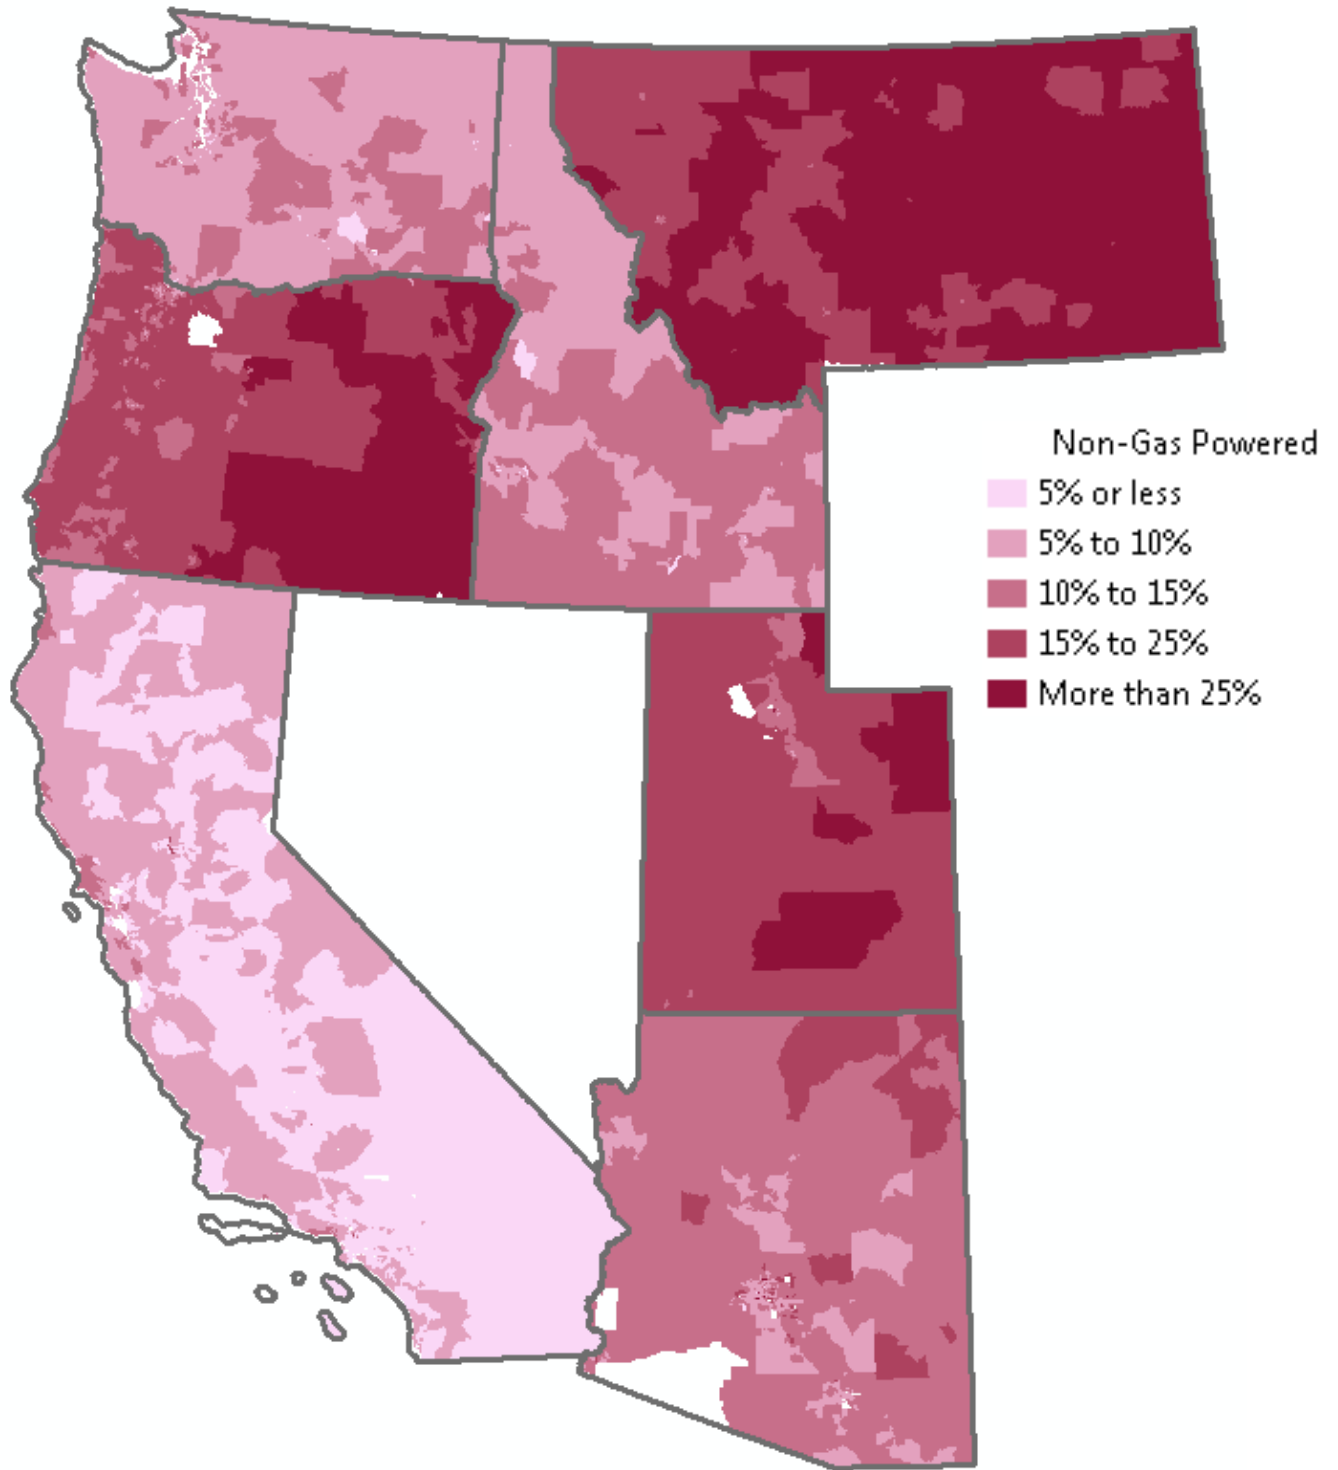 Non-Gas Powered
5% or less
5% to 10%
10% to 15%
15% to 25%
More than 25%